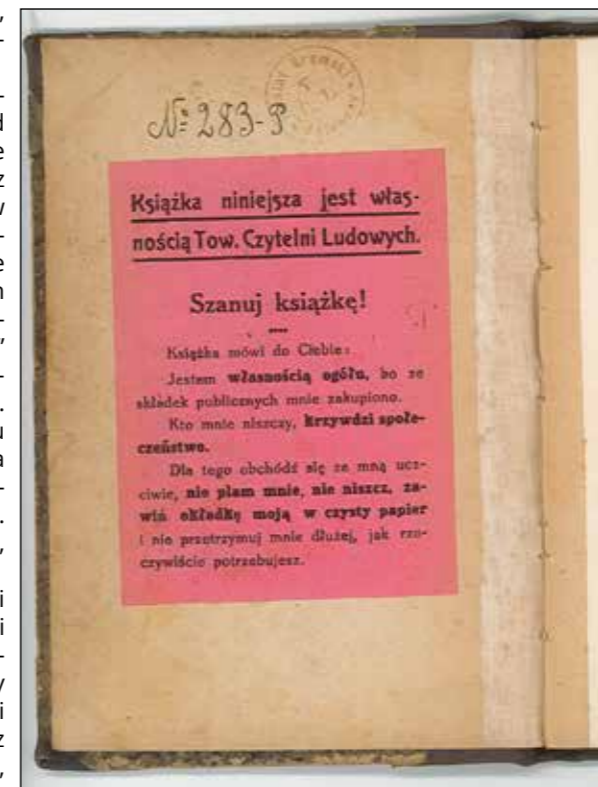 № 283-P
Książka niniejsza jest włas-
nością Tow. Czytelni Ludowych.
Szanuj książkę!
Książka mówi do Ciebie:
Jestem własnością ogółu, bo ze
składek publicznych mnie zakupiono.
Kto mnie niszczy, krzywdzi społe-
czeństwo.
Dla tego obchódź się ze mną ucz-
ciwie, nie plam mnie, nie niszcz, za-
wiń okładkę moją w czysty papier
i nie przetrzymuj mnie dłużej, jak rze-
czywiście potrzebujesz.